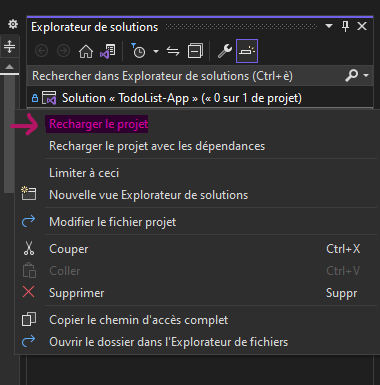 Explorateur de solutions
Rechercher dans Explorateur de solutions (Ctrl+è)
Solution « TodoList-App » (« 0 sur 1 de projet)
Recharger le projet
Recharger le projet avec les dépendances
Limiter à ceci
Nouvelle vue Explorateur de solutions
Modifier le fichier projet
Couper Ctrl+X
Coller Ctrl+V
Supprimer Suppr
Copier le chemin d'accès complet
Ouvrir le dossier dans l'Explorateur de fichiers